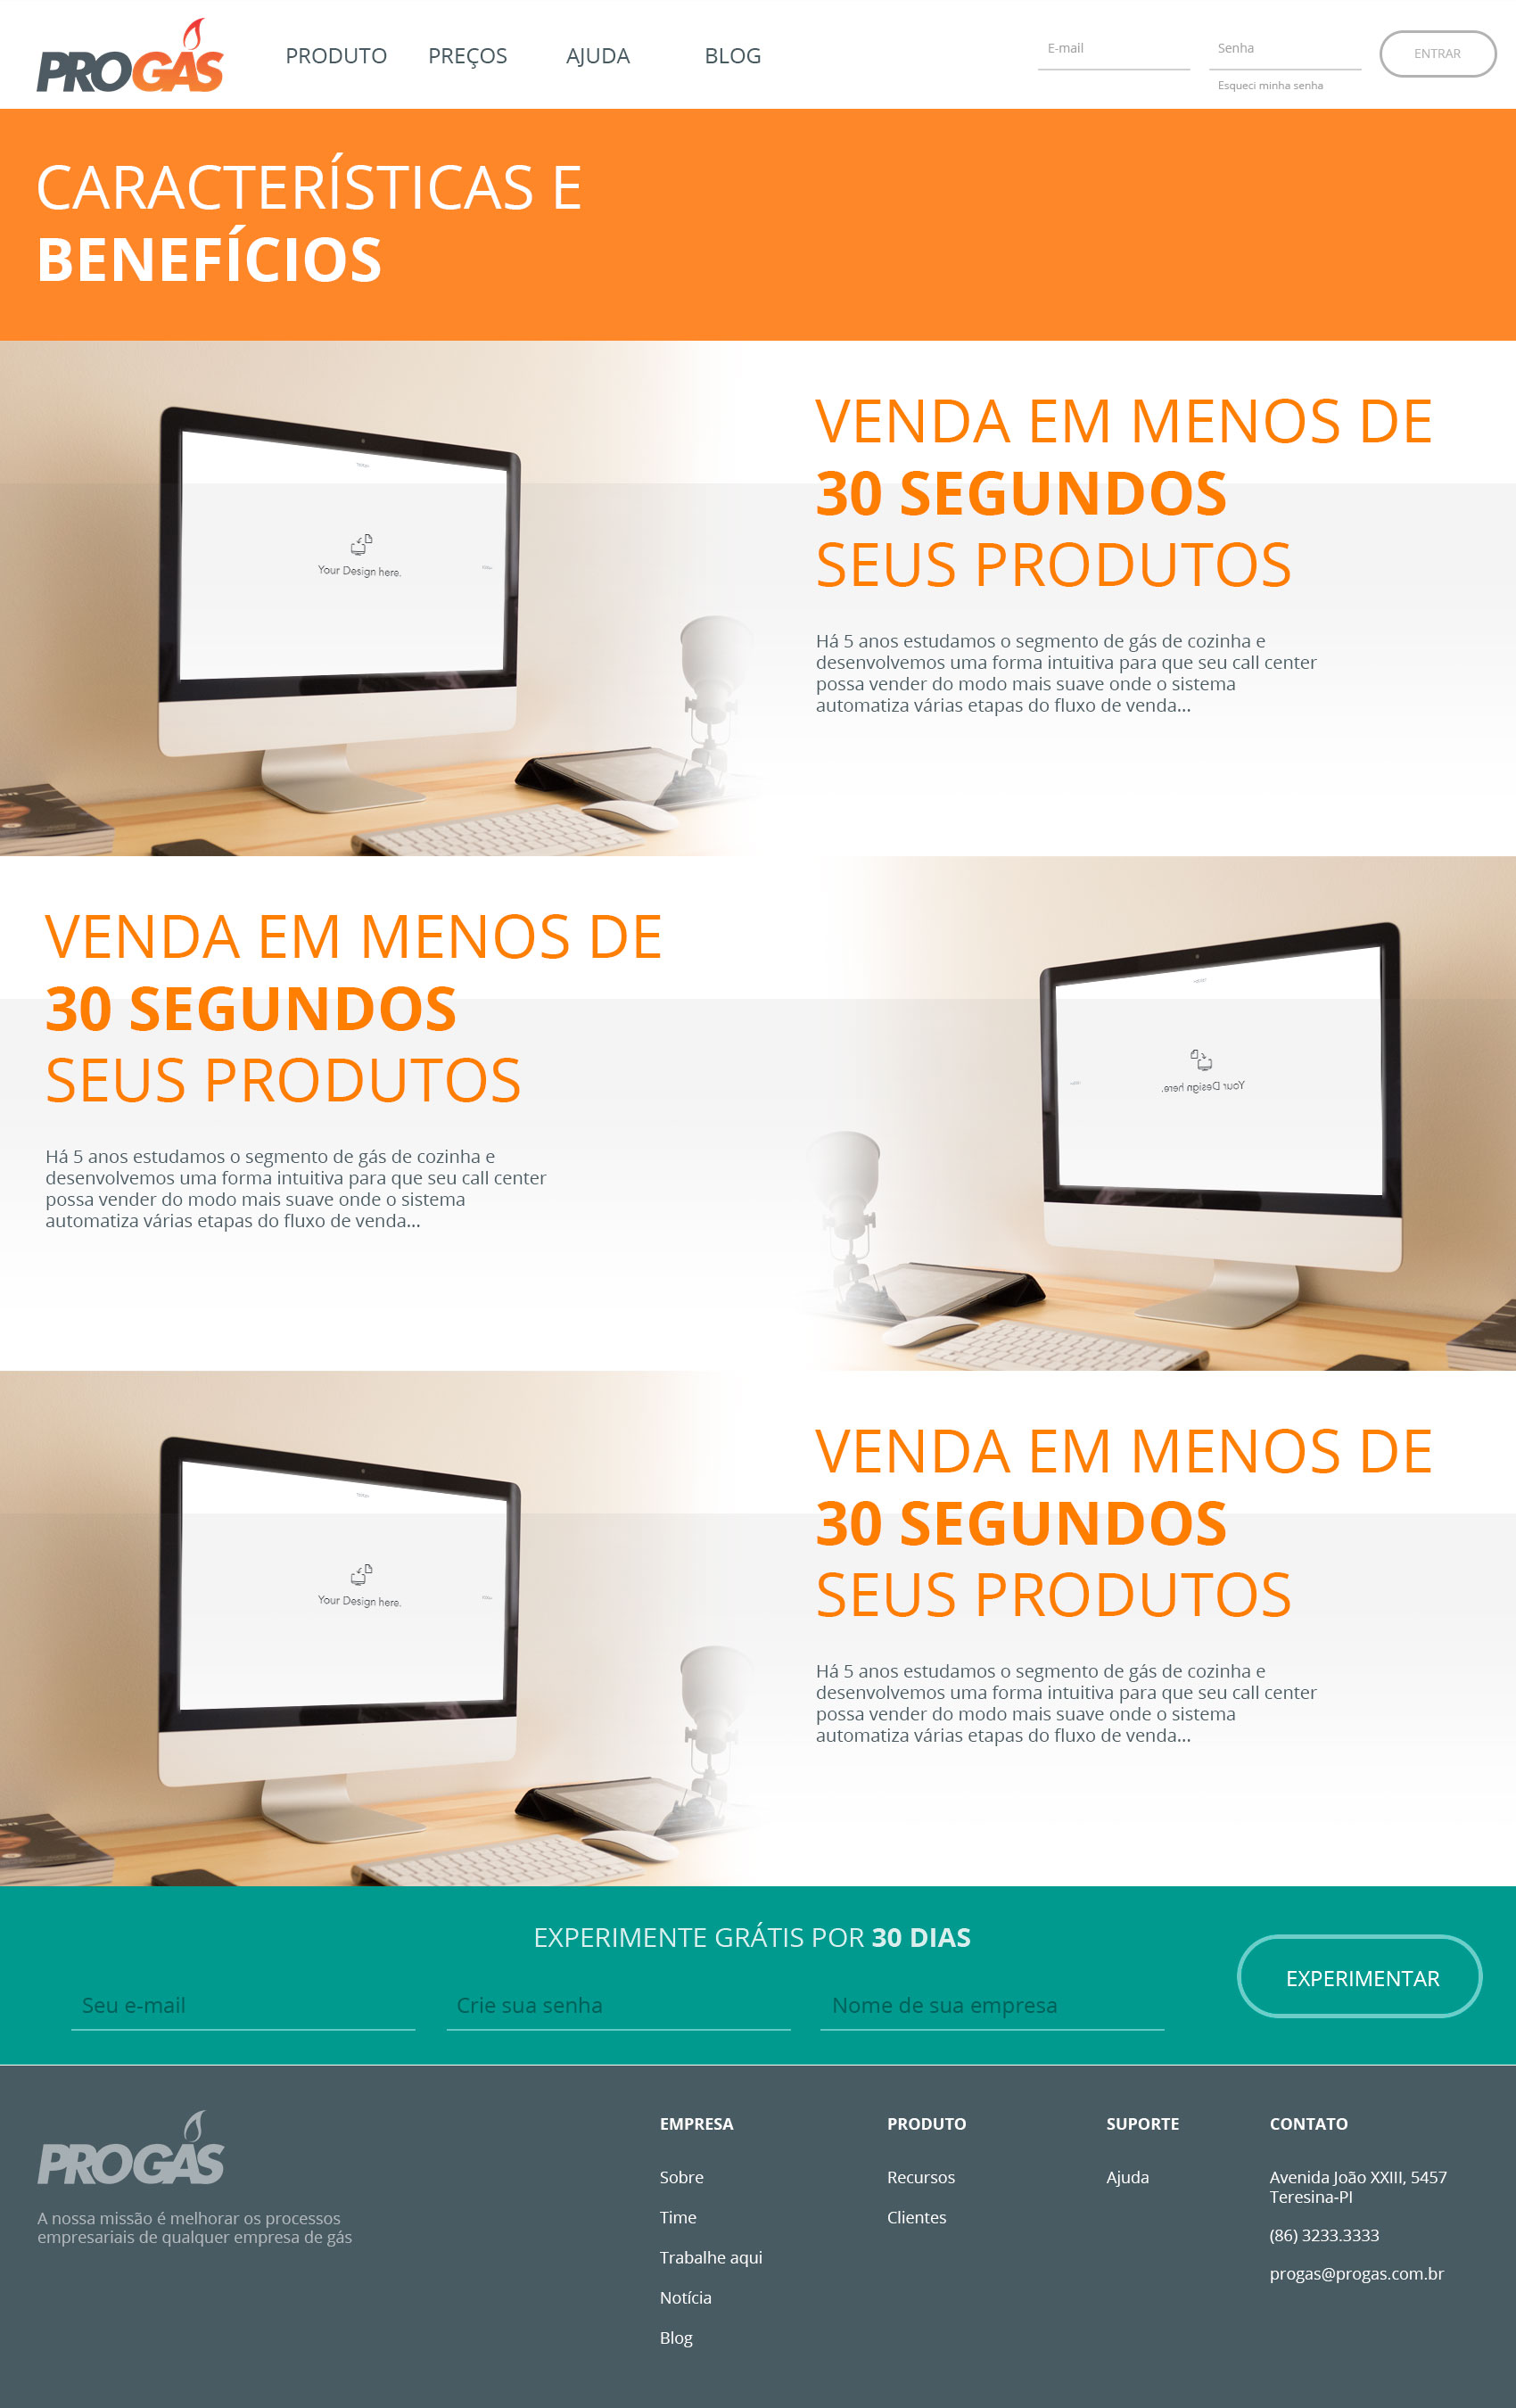 PROGÁS
PRODUTO PREÇOS AJUDA BLOG
E-mail Senha ENTRAR
Esqueci minha senha
CARACTERÍSTICAS E
BENEFÍCIOS
Your Design here.
VENDA EM MENOS DE
30 SEGUNDOS
SEUS PRODUTOS
Há 5 anos estudamos o segmento de gás de cozinha e
desenvolvemos uma forma intuitiva para que seu call center
possa vender do modo mais suave onde o sistema
automatiza várias etapas do fluxo de venda...
VENDA EM MENOS DE
30 SEGUNDOS
SEUS PRODUTOS
Há 5 anos estudamos o segmento de gás de cozinha e
desenvolvemos uma forma intuitiva para que seu call center
possa vender do modo mais suave onde o sistema
automatiza várias etapas do fluxo de venda...
Your Design here.
Your Design here.
VENDA EM MENOS DE
30 SEGUNDOS
SEUS PRODUTOS
Há 5 anos estudamos o segmento de gás de cozinha e
desenvolvemos uma forma intuitiva para que seu call center
possa vender do modo mais suave onde o sistema
automatiza várias etapas do fluxo de venda...
EXPERIMENTE GRÁTIS POR 30 DIAS
Seu e-mail Crie sua senha Nome de sua empresa
EXPERIMENTAR
PROGÁS
A nossa missão é melhorar os processos
empresariais de qualquer empresa de gás
EMPRESA
Sobre
Time
Trabalhe aqui
Notícia
Blog
PRODUTO
Recursos
Clientes
SUPORTE
Ajuda
CONTATO
Avenida João XXIII, 5457
Teresina-PI
(86) 3233.3333
progas@progas.com.br